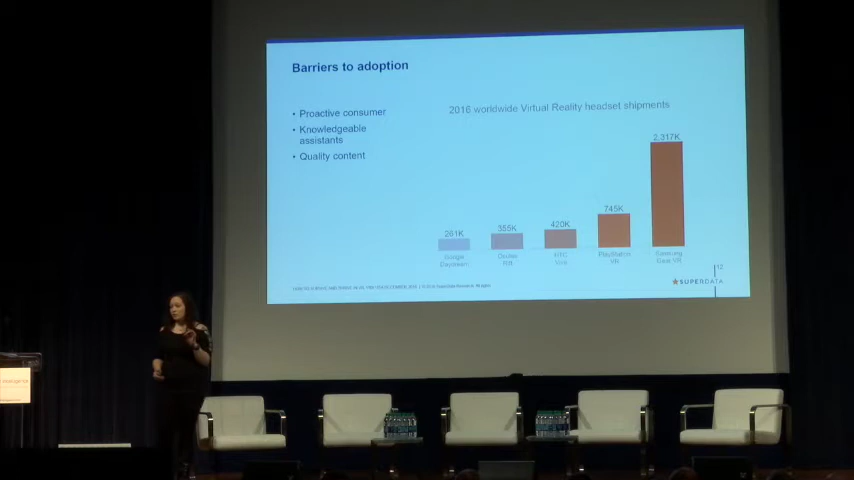 Barriers to adoption
• Proactive consumer
• Knowledgeable
assistants
• Quality content
2016 worldwide Virtual Reality headset shipments
261K
355K
420K
745K
2,317K
Google
Daydream
Oculus
Rift
HTC
Vive
PlayStation
VR
Samsung
Gear VR
12
SUPERDATA